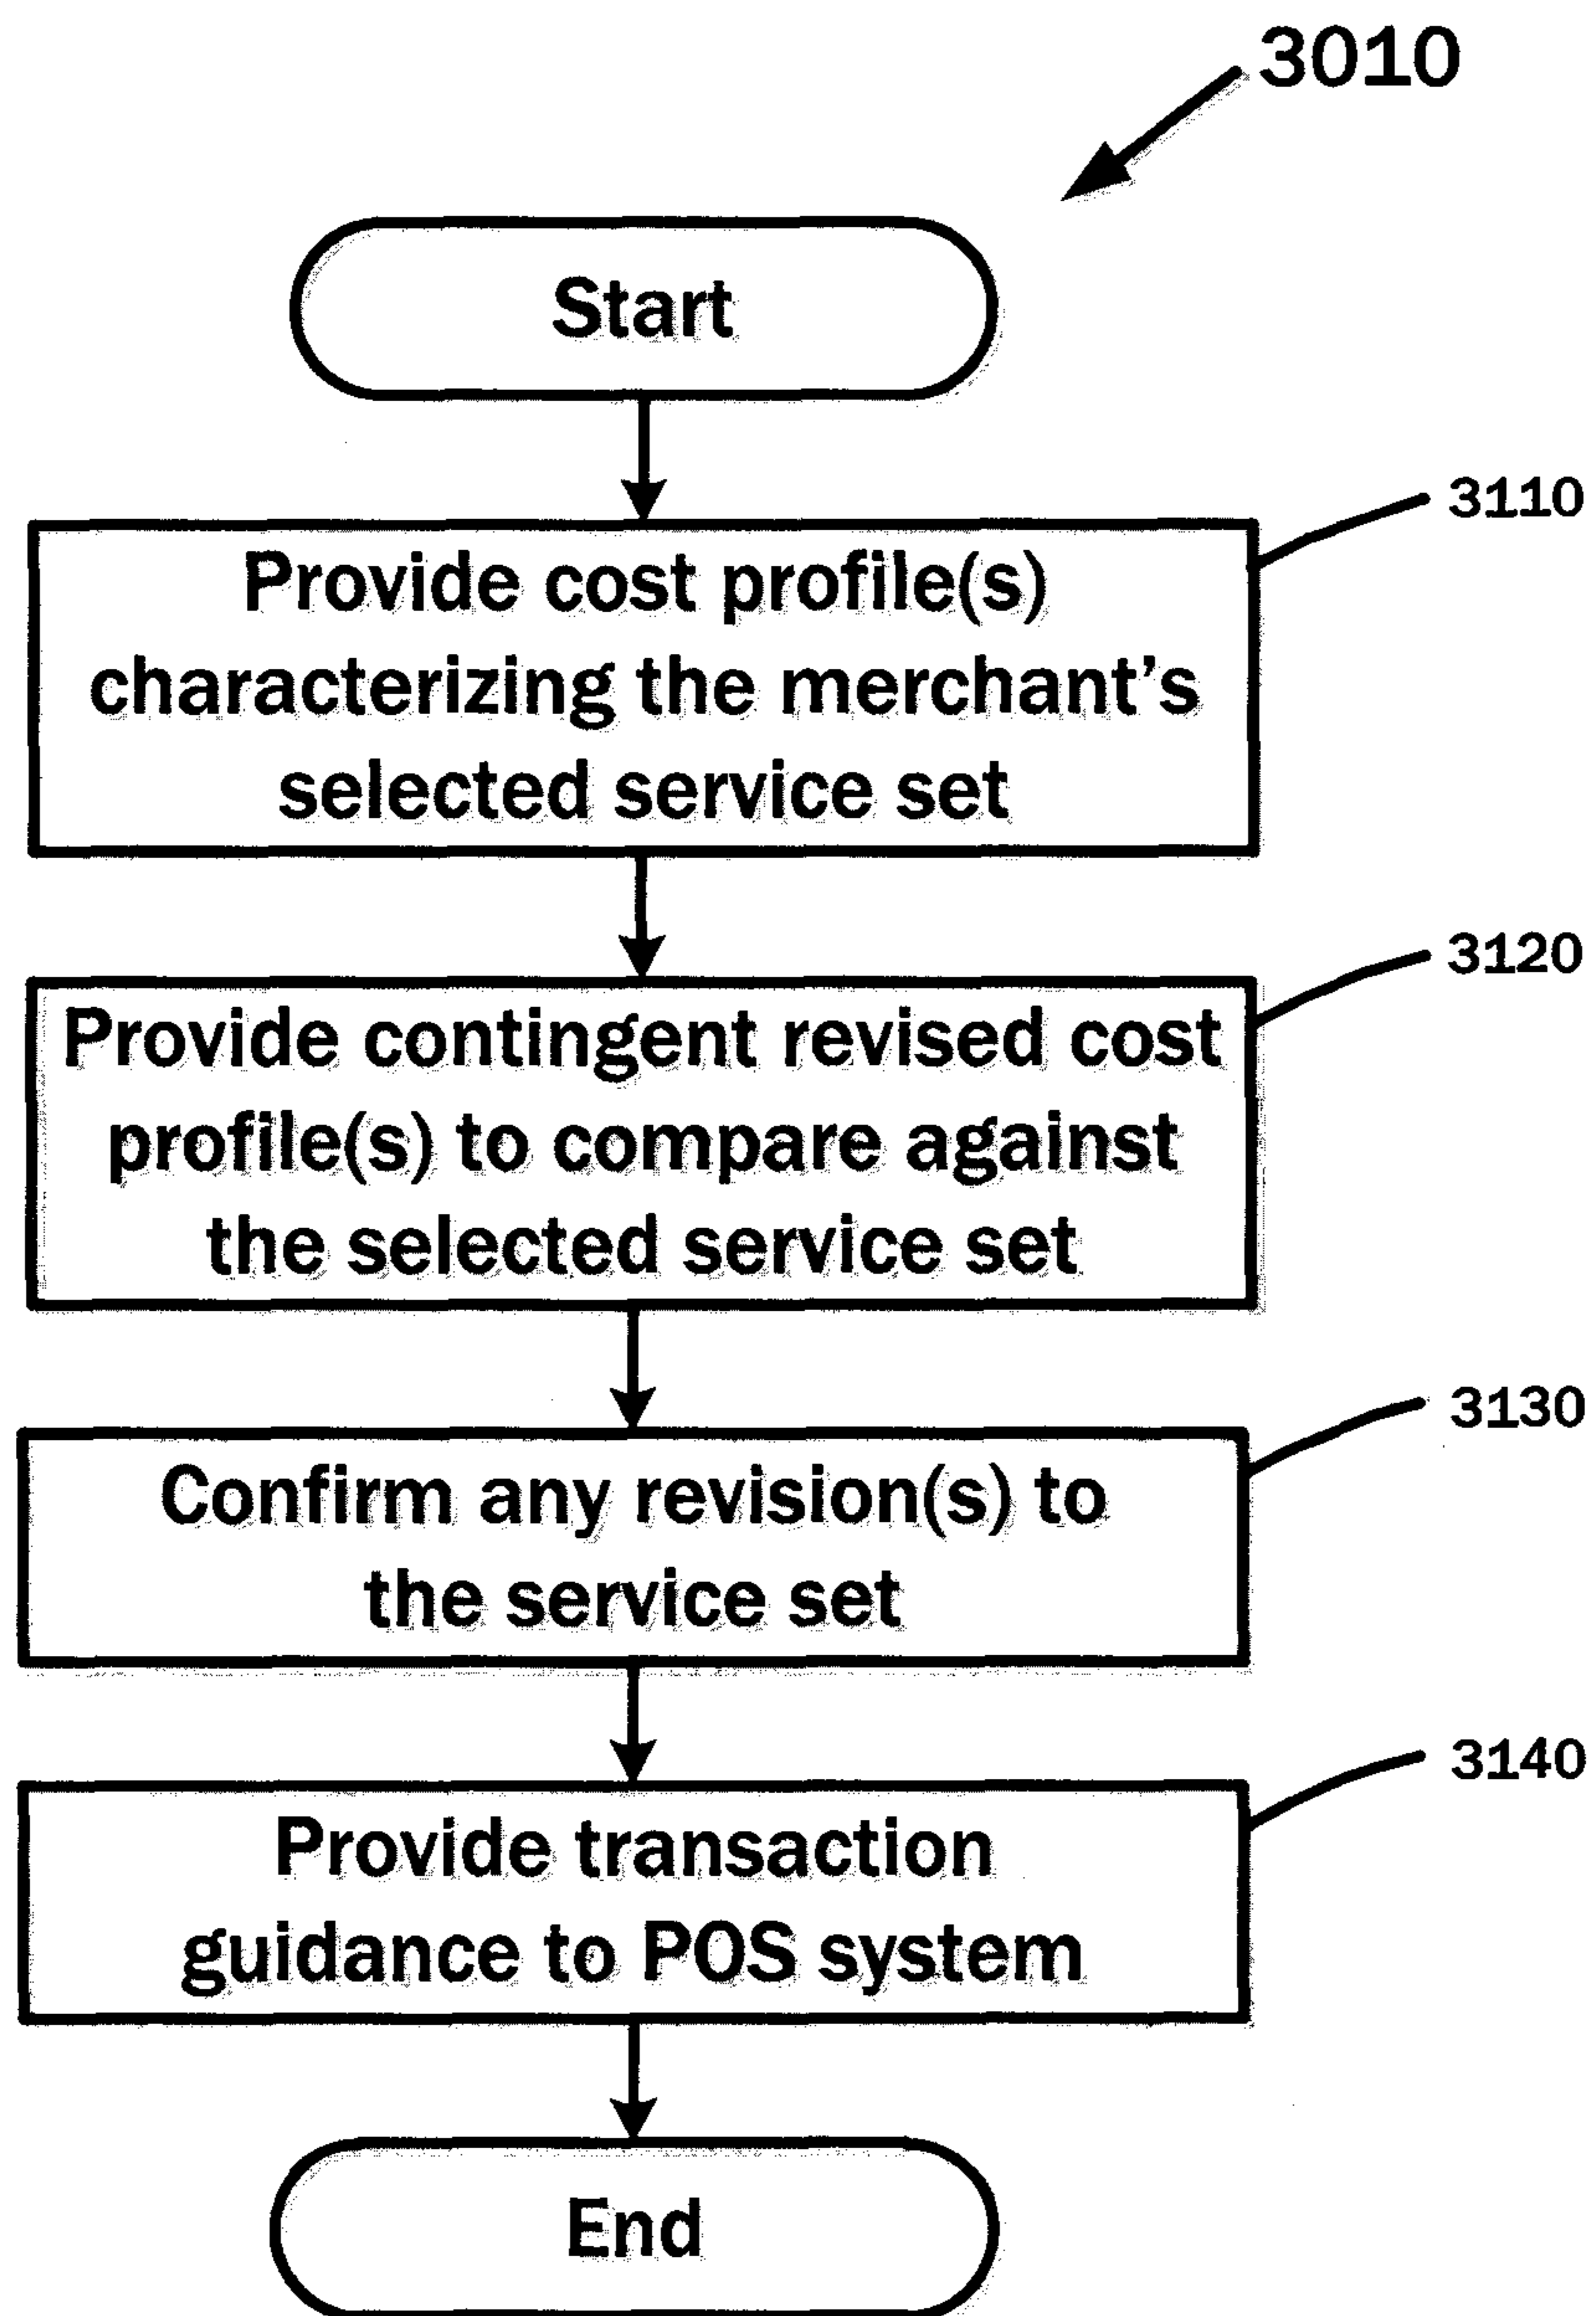 3010
Start
3110
Provide cost profile(s)
characterizing the merchant's
selected service set
3120
Provide contingent revised cost
profile(s) to compare against
the selected service set
3130
Confirm any revision(s) to
the service set
3140
Provide transaction
guidance to POS system
End